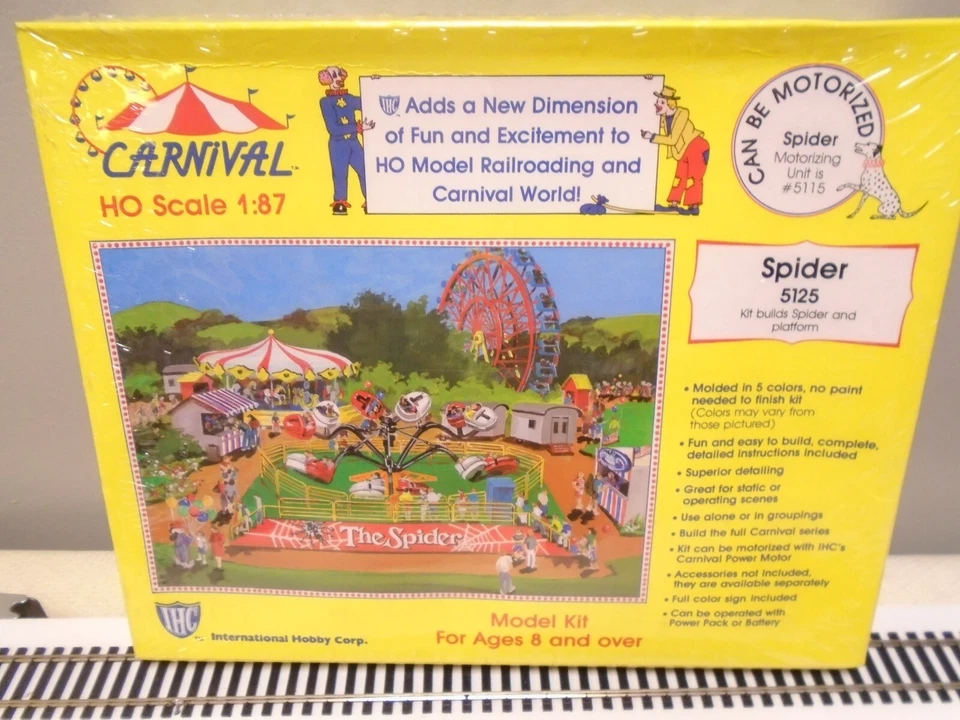 CARNiVAL
HO Scale 1:87
IHC Adds a New Dimension
of Fun and Excitement to
HO Model Railroading and
Carnival World!
CAN BE MOTORIZED
Spider
Motorizing
Unit is
#5115
Spider
5125
Kit builds Spider and
platform
• Molded in 5 colors, no paint
needed to finish kit
(Colors may vary from
those pictured)
• Fun and easy to build, complete,
detailed instructions included
• Superior detailing
• Great for static or
operating scenes
• Use alone or in groupings
• Build the full Carnival series
• Kit can be motorized with IHC's
Carnival Power Motor
• Accessories not included,
they are available separately
• Full color sign included
• Can be operated with
Power Pack or Battery
The Spider
IHC
International Hobby Corp.
Model Kit
For Ages 8 and over